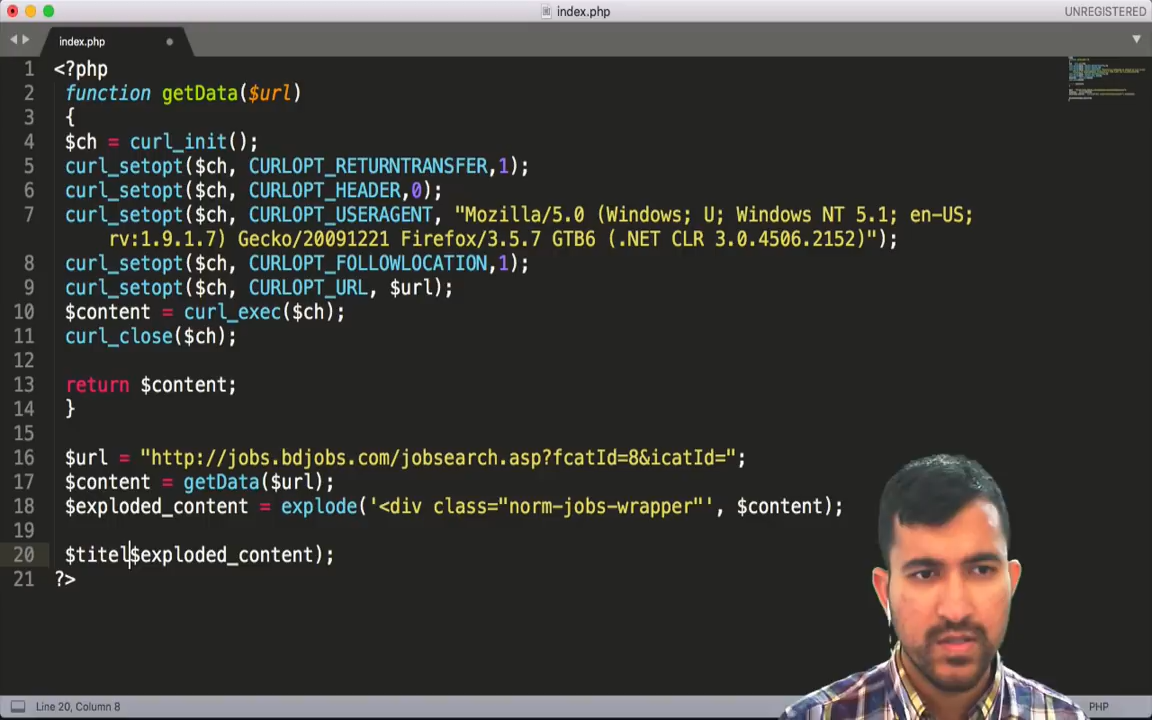 index.php
UNREGISTERED
index.php
1 <?php
2 function getData($url)
3 {
4 $ch = curl_init();
5 curl_setopt($ch, CURLOPT_RETURNTRANSFER,1);
6 curl_setopt($ch, CURLOPT_HEADER,0);
7 curl_setopt($ch, CURLOPT_USERAGENT, "Mozilla/5.0 (Windows; U; Windows NT 5.1; en-US;
rv:1.9.1.7) Gecko/20091221 Firefox/3.5.7 GTB6 (.NET CLR 3.0.4506.2152)");
8 curl_setopt($ch, CURLOPT_FOLLOWLOCATION,1);
9 curl_setopt($ch, CURLOPT_URL, $url);
10 $content = curl_exec($ch);
11 curl_close($ch);
12
13 return $content;
14 }
15
16 $url = "http://jobs.bdjobs.com/jobsearch.asp?fcatId=8&icatId=";
17 $content = getData($url);
18 $exploded_content = explode('<div class="norm-jobs-wrapper"', $content);
19
20 $titel$exploded_content);
21 ?>
Line 20, Column 8
PHP